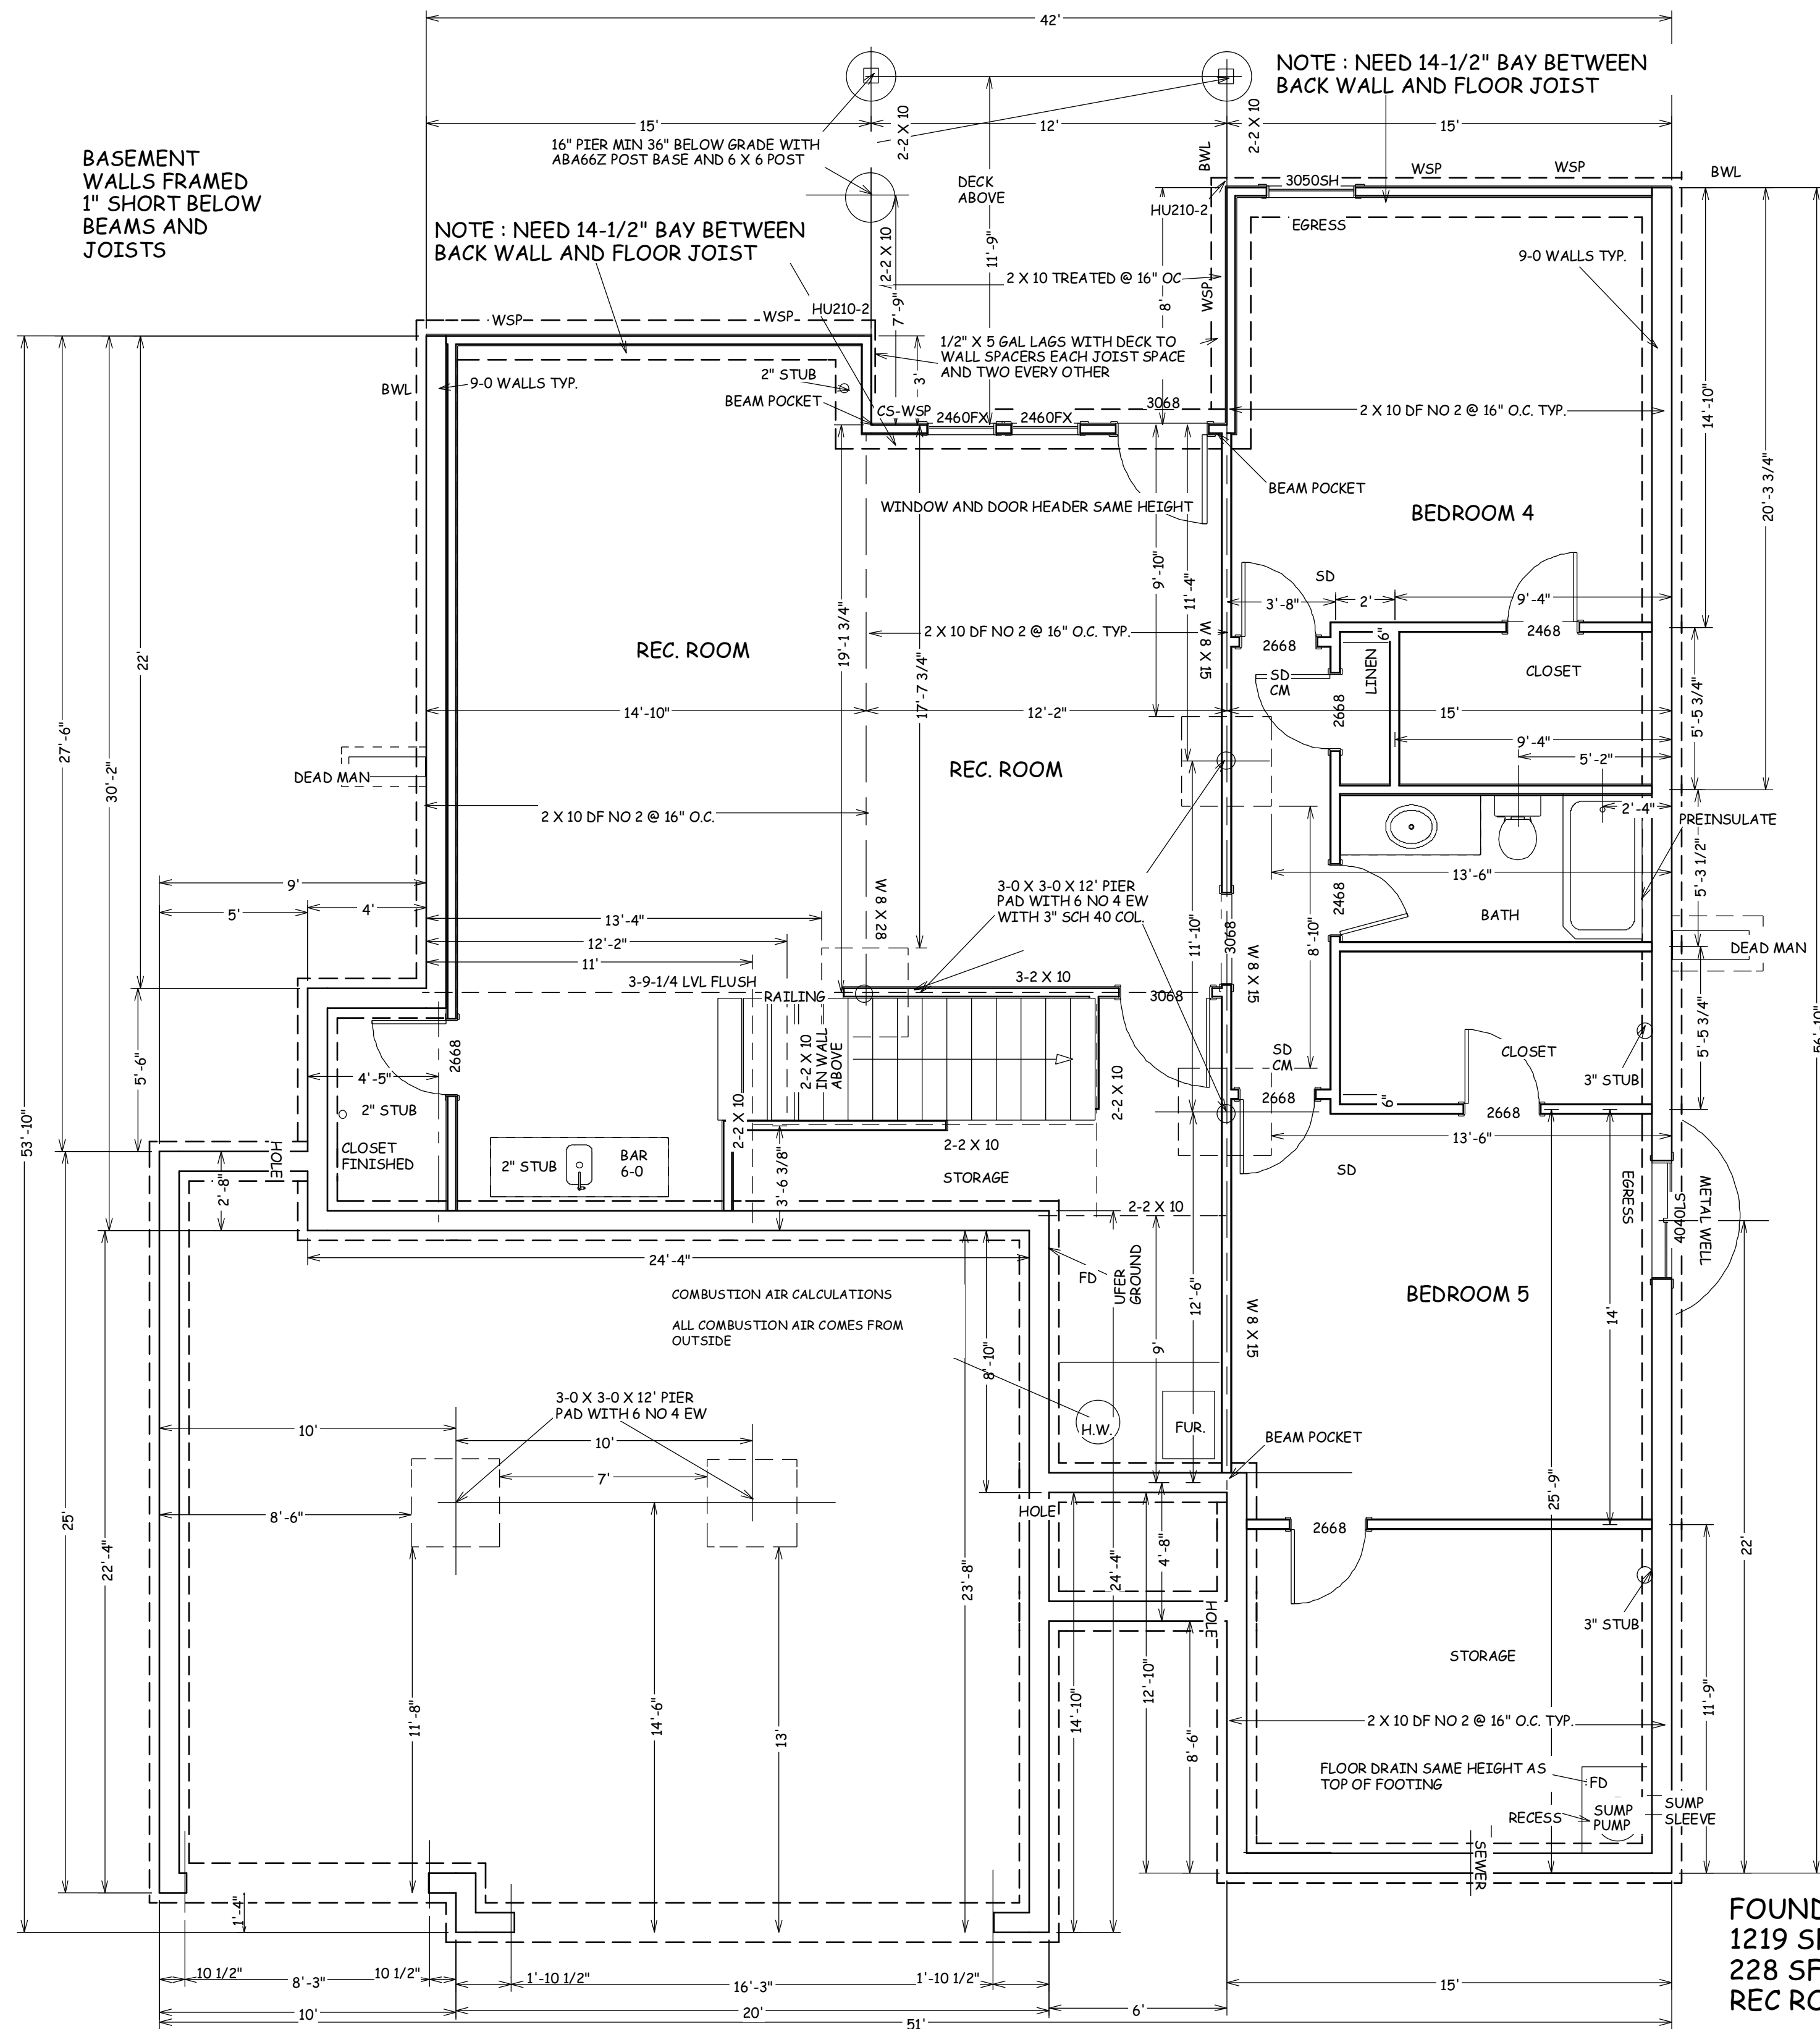 42'
NOTE : NEED 14-1/2" BAY BETWEEN
BACK WALL AND FLOOR JOIST
15'
12'
15'
2-2 X 10
2-2 X 10
16" PIER MIN 36" BELOW GRADE WITH
ABA66Z POST BASE AND 6 X 6 POST
BASEMENT
WALLS FRAMED
1" SHORT BELOW
BEAMS AND
JOISTS
BWL
WSP
WSP
BWL
DECK
ABOVE
3050SH
HU210-2
EGRESS
NOTE : NEED 14-1/2" BAY BETWEEN
BACK WALL AND FLOOR JOIST
2-2 X 10
11'-9"
9-0 WALLS TYP.
2 X 10 TREATED @ 16" OC
7'-9"
8'
WSP
HU210-2
WSP
WSP
1/2" X 5 GAL LAGS WITH DECK TO
WALL SPACERS EACH JOIST SPACE
AND TWO EVERY OTHER
3'
2" STUB
BWL
9-0 WALLS TYP.
BEAM POCKET
CS-WSP
2460FX
2460FX
3068
2 X 10 DF NO 2 @ 16" O.C. TYP.
14'-10"
20'-3 3/4"
BEAM POCKET
WINDOW AND DOOR HEADER SAME HEIGHT
BEDROOM 4
9'-10"
11'-4"
SD
3'-8"
2'
9'-4"
19'-1 3/4"
2 X 10 DF NO 2 @ 16" O.C. TYP.
W 8 X 15
2668
6"
2468
REC. ROOM
22'
17'-7 3/4"
SD
CM
LINEN
CLOSET
2668
14'-10"
12'-2"
15'
5'-5 3/4"
27'-6"
30'-2"
9'-4"
5'-2"
REC. ROOM
DEAD MAN
2'-4"
2 X 10 DF NO 2 @ 16" O.C.
PREINSULATE
5'-3 1/2"
13'-6"
9'
3-0 X 3-0 X 12' PIER
PAD WITH 6 NO 4 EW
WITH 3" SCH 40 COL.
5'
4'
13'-4"
W 8 X 28
2468
BATH
12'-2"
11'-10"
3068
8'-10"
DEAD MAN
11'
3-9-1/4 LVL FLUSH
RAILING
3-2 X 10
3068
W 8 X 15
56'-10"
5'-6"
2668
2-2 X 10
IN WALL
ABOVE
SD
CM
CLOSET
5'-5 3/4"
4'-5"
2-2 X 10
3" STUB
2" STUB
2-2 X 10
2668
6"
2668
53'-10"
HOLE
CLOSET
FINISHED
2" STUB
BAR
6-0
3'-6 3/8"
2-2 X 10
13'-6"
SD
STORAGE
2'-8"
EGRESS
4040SL
METAL WELL
2-2 X 10
24'-4"
FD
UFER
GROUND
COMBUSTION AIR CALCULATIONS
ALL COMBUSTION AIR COMES FROM
OUTSIDE
BEDROOM 5
12'-6"
W 8 X 15
9'
8'-10"
14'
3-0 X 3-0 X 12' PIER
PAD WITH 6 NO 4 EW
10'
10'
H.W.
FUR.
BEAM POCKET
7'
8'-6"
25'-9"
HOLE
25'
22'-4"
2668
22'
4'-8"
24'-4"
23'-8"
HOLE
3" STUB
STORAGE
12'-10"
11'-8"
14'-6"
13'
14'-10"
11'-9"
8'-6"
2 X 10 DF NO 2 @ 16" O.C. TYP.
FLOOR DRAIN SAME HEIGHT AS
TOP OF FOOTING
FD
RECESS
SUMP
PUMP
SUMP
SLEEVE
SEWER
1'-4"
10 1/2"
8'-3"
10 1/2"
1'-10 1/2"
16'-3"
1'-10 1/2"
15'
10'
20'
6'
51'
FOUND
1219 S
228 SF
REC RO